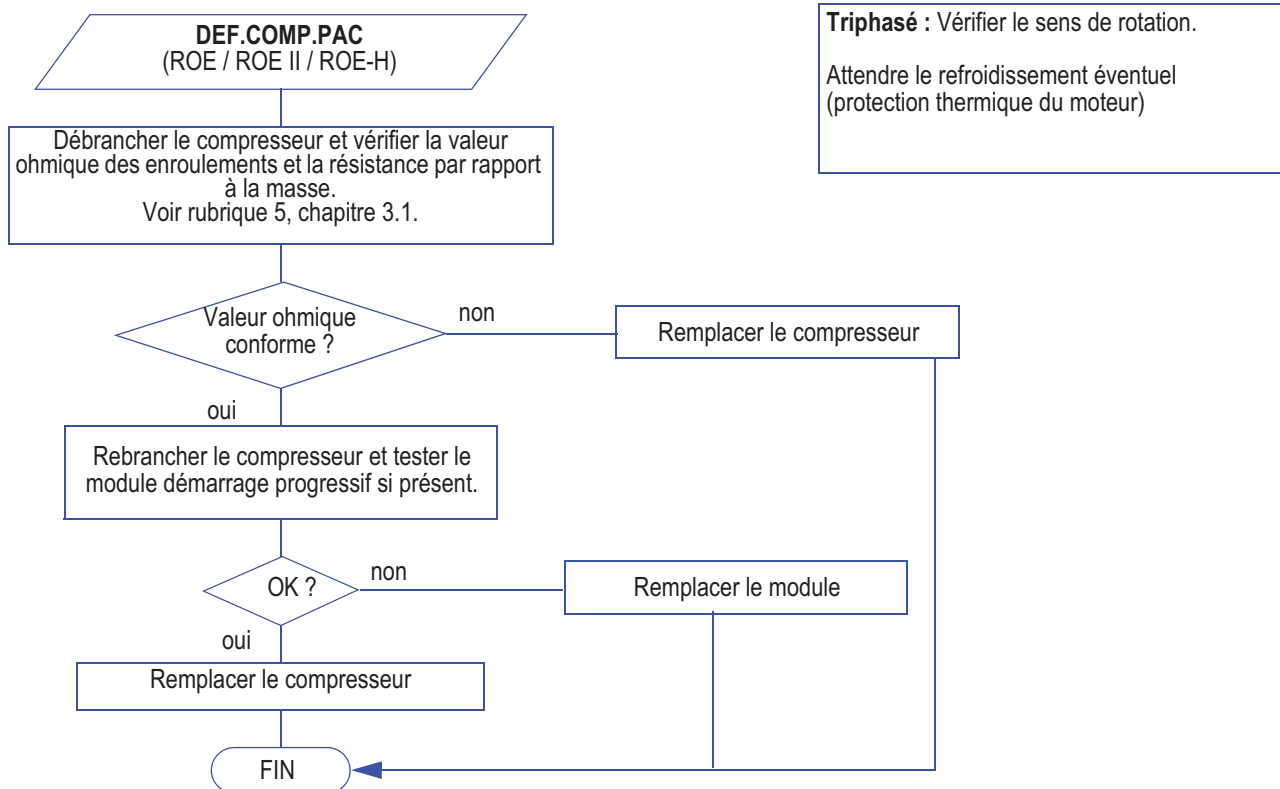 DEF.COMP.PAC
(ROE / ROE II / ROE-H)
Triphasé : Vérifier le sens de rotation.
Attendre le refroidissement éventuel
(protection thermique du moteur)
Débrancher le compresseur et vérifier la valeur
ohmique des enroulements et la résistance par rapport
à la masse.
Voir rubrique 5, chapitre 3.1.
Valeur ohmique
conforme ?
non
Remplacer le compresseur
oui
Rebrancher le compresseur et tester le
module démarrage progressif si présent.
OK ?
non
Remplacer le module
oui
Remplacer le compresseur
FIN